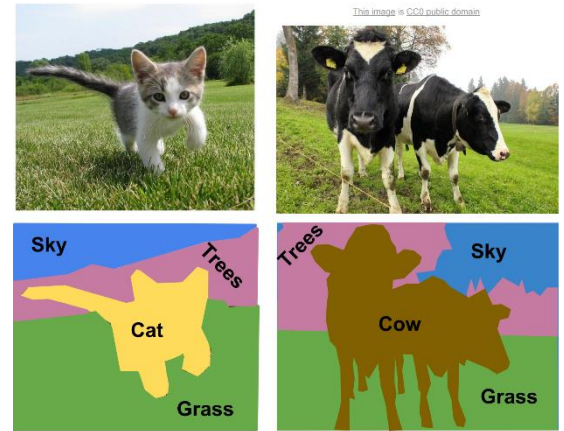 This image is CC0 public domain
Sky
Trees
Cat
Grass
Trees
Sky
Cow
Grass